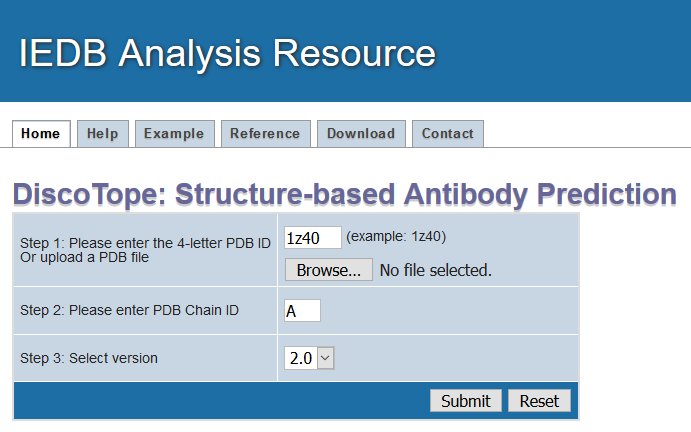 IEDB Analysis Resource
Home Help Example Reference Download Contact
DiscoTope: Structure-based Antibody Prediction
Step 1: Please enter the 4-letter PDB ID
Or upload a PDB file
1z40 (example: 1z40)
Browse... No file selected.
Step 2: Please enter PDB Chain ID
A
Step 3: Select version
2.0
Submit Reset